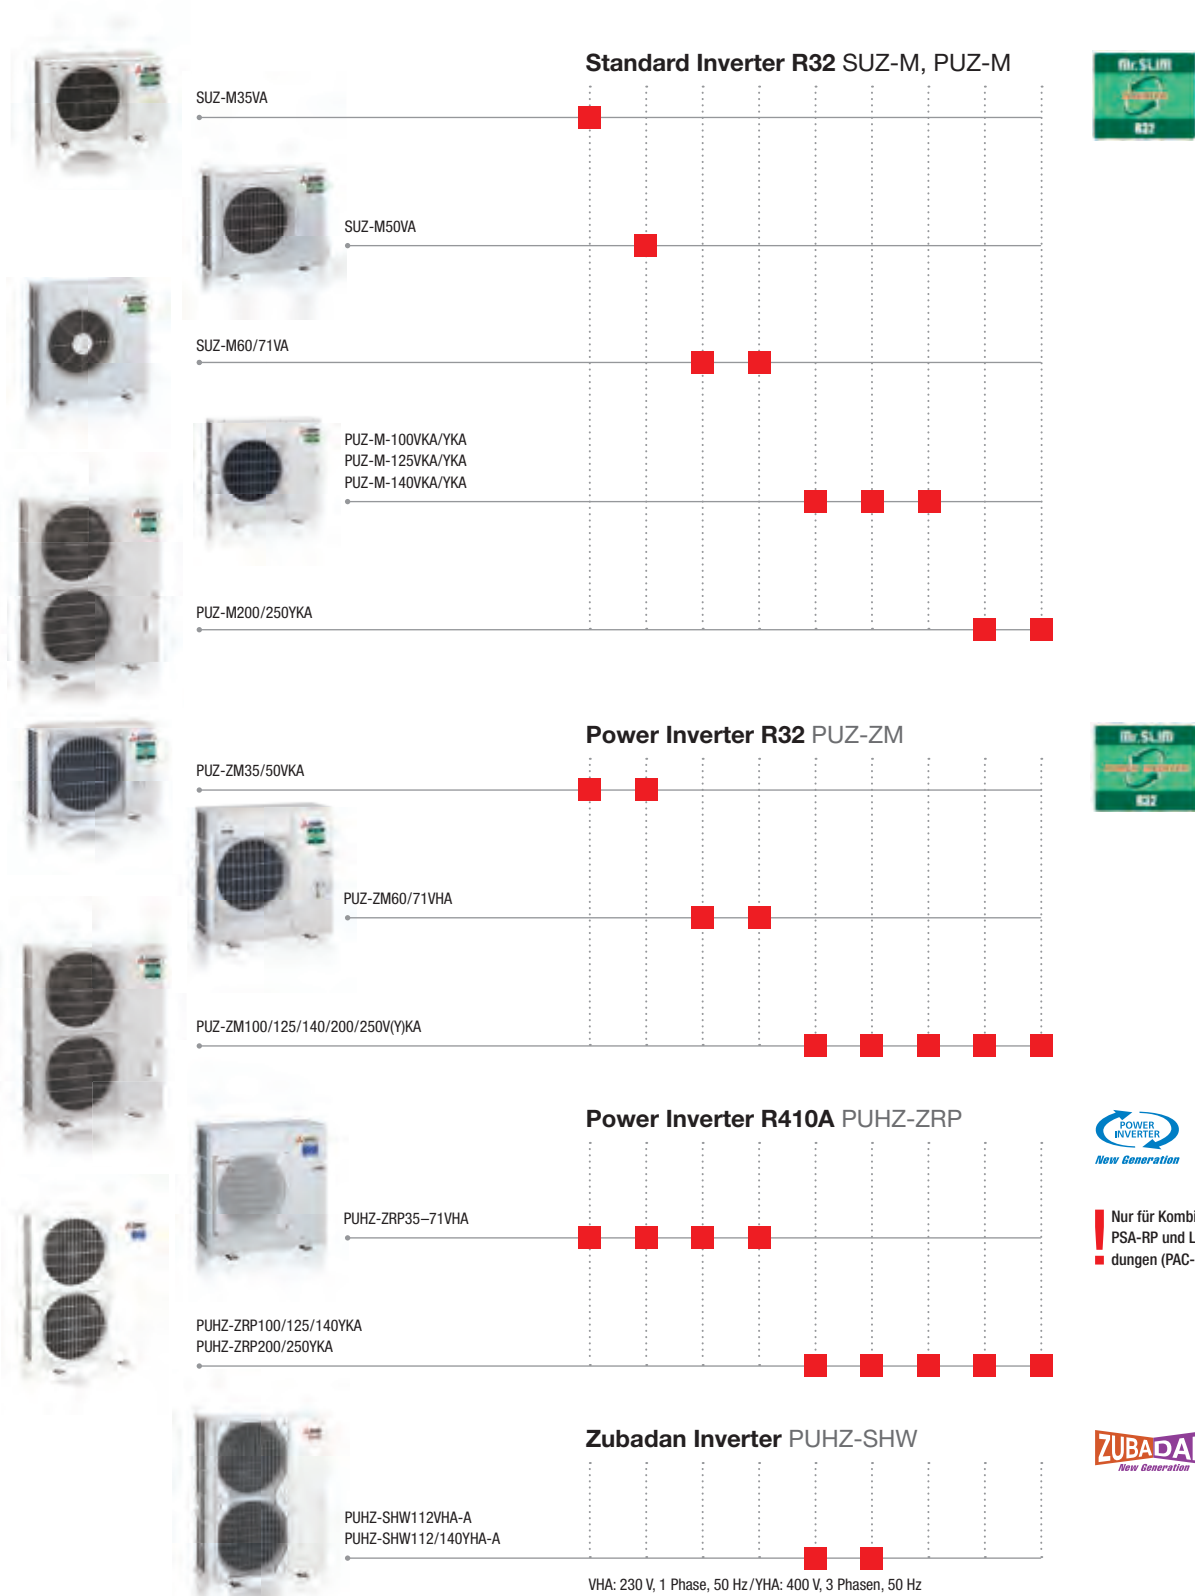 Standard Inverter R32 SUZ-M, PUZ-M
Mr.SLIM
R32
SUZ-M35VA
SUZ-M50VA
SUZ-M60/71VA
PUZ-M-100VKA/YKA
PUZ-M-125VKA/YKA
PUZ-M-140VKA/YKA
PUZ-M200/250YKA
Power Inverter R32 PUZ-ZM
Mr.SLIM
POWER INVERTER
R32
PUZ-ZM35/50VKA
PUZ-ZM60/71VHA
PUZ-ZM100/125/140/200/250V(Y)KA
Power Inverter R410A PUHZ-ZRP
POWER
INVERTER
New Generation
PUHZ-ZRP35–71VHA
Nur für Kombi
PSA-RP und L
dungen (PAC-
PUHZ-ZRP100/125/140YKA
PUHZ-ZRP200/250YKA
Zubadan Inverter PUHZ-SHW
ZUBADA
New Generation
PUHZ-SHW112VHA-A
PUHZ-SHW112/140YHA-A
VHA: 230 V, 1 Phase, 50 Hz/YHA: 400 V, 3 Phasen, 50 Hz